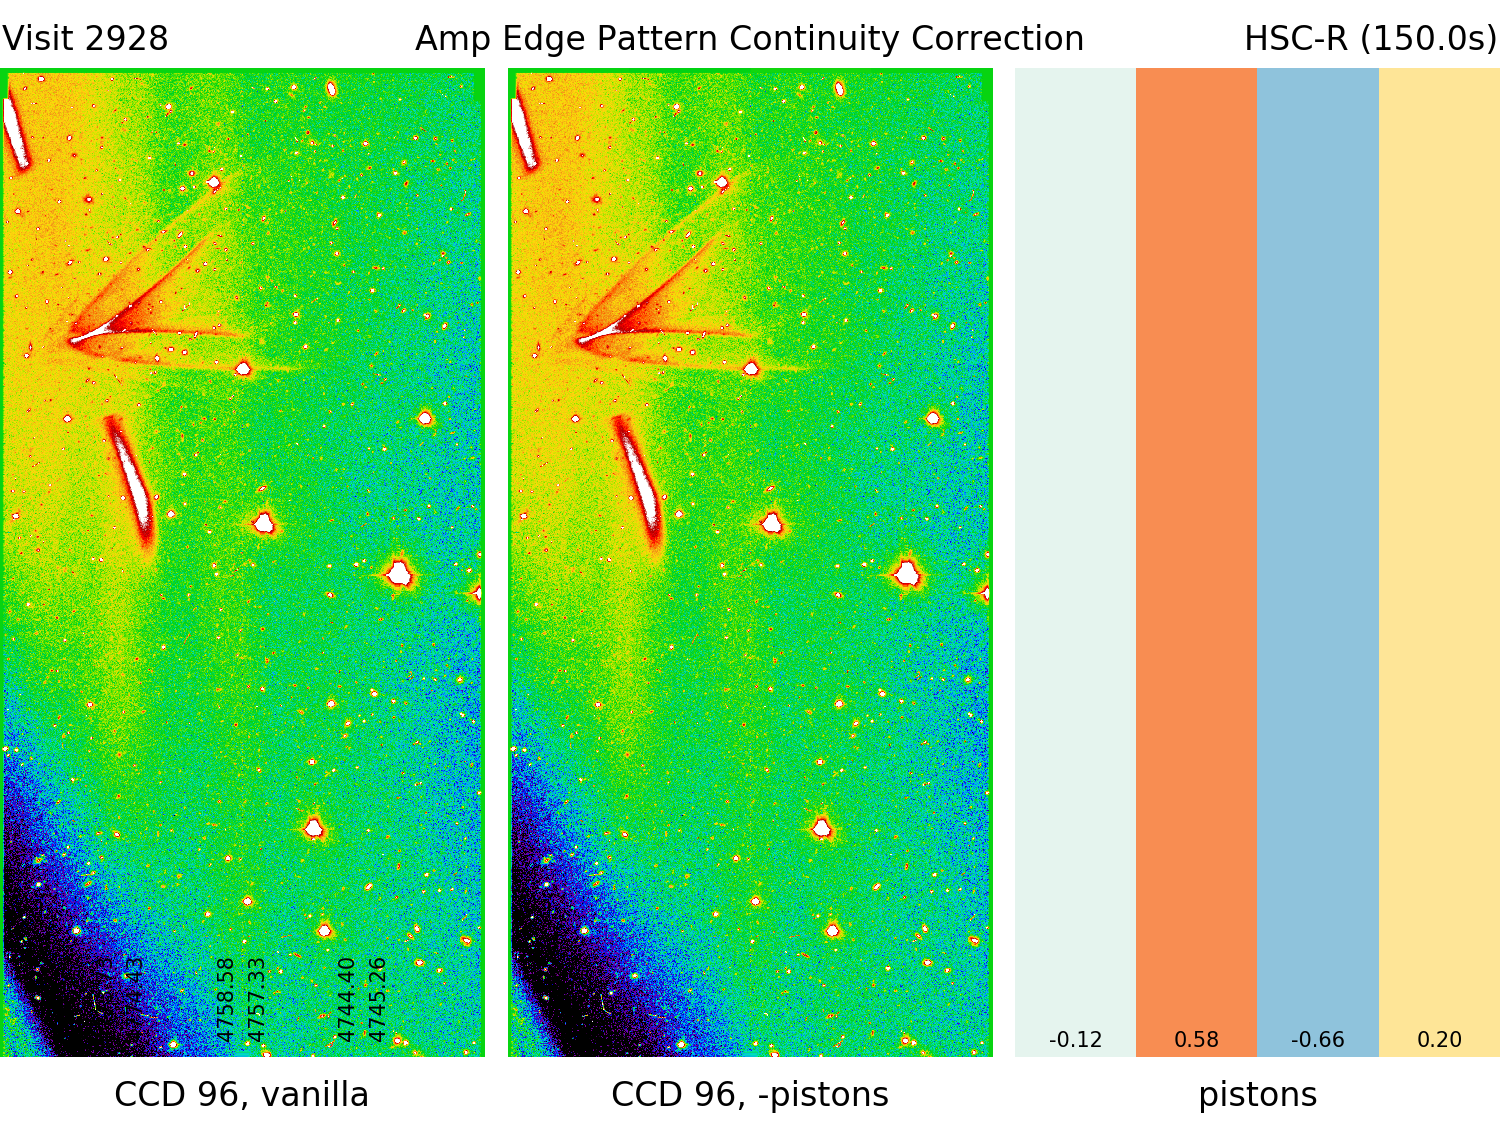 Visit 2928
Amp Edge Pattern Continuity Correction
HSC-R (150.0s)
4758.58
4757.33
4744.40
4745.26
-0.12
0.58
-0.66
0.20
CCD 96, vanilla
CCD 96, -pistons
pistons